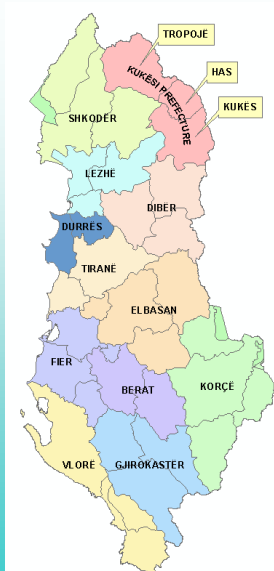 TROPOJË
HAS
KUKËS
KUKËSI PREFECTURE
SHKODËR
LEZHË
DIBËR
DURRËS
TIRANË
ELBASAN
FIER
BERAT
KORÇË
VLORË
GJIROKASTËR